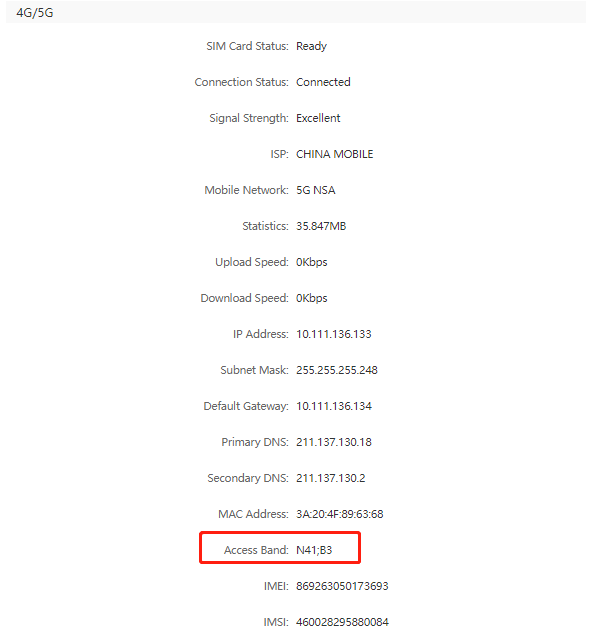 4G/5G
SIM Card Status: Ready
Connection Status: Connected
Signal Strength: Excellent
ISP: CHINA MOBILE
Mobile Network: 5G NSA
Statistics: 35.847MB
Upload Speed: 0Kbps
Download Speed: 0Kbps
IP Address: 10.111.136.133
Subnet Mask: 255.255.255.248
Default Gateway: 10.111.136.134
Primary DNS: 211.137.130.18
Secondary DNS: 211.137.130.2
MAC Address: 3A:20:4F:89:63:68
Access Band: N41;B3
IMEI: 869263050173693
IMSI: 460028295880084